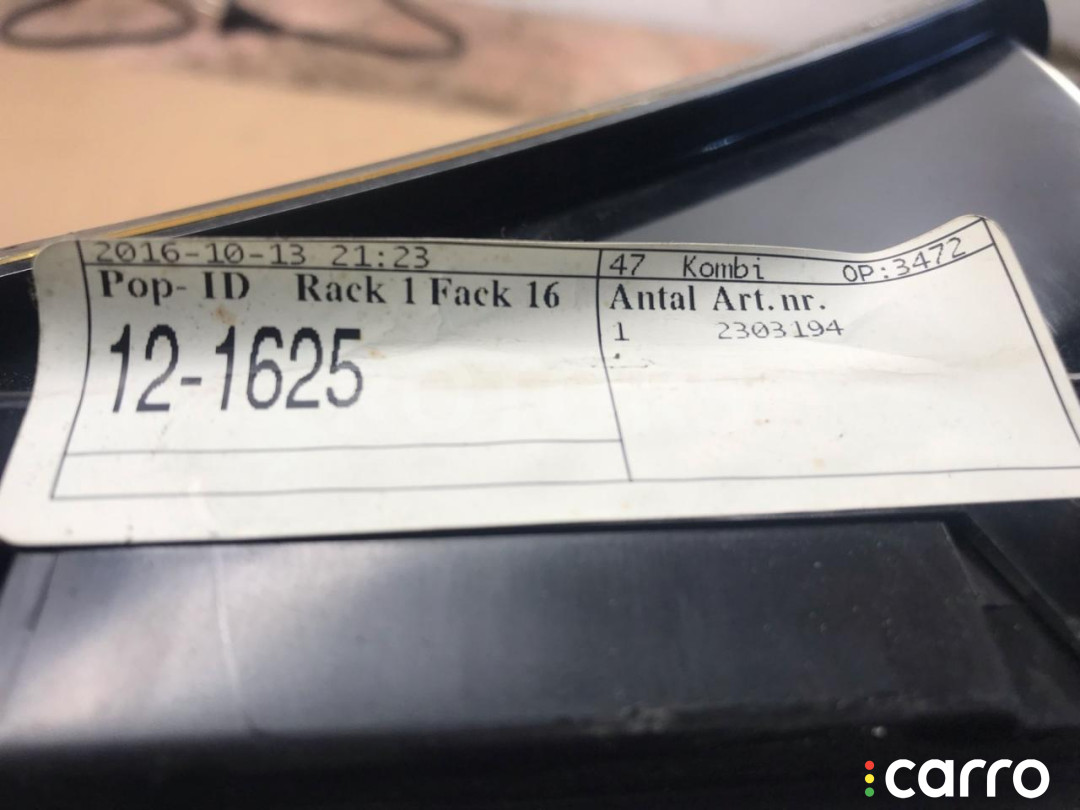 2016-10-13 21:23
47 Kombi OP:3472
Pop- ID Rack 1 Fack 16
Antal Art.nr.
12-1625
1 2303194
carro